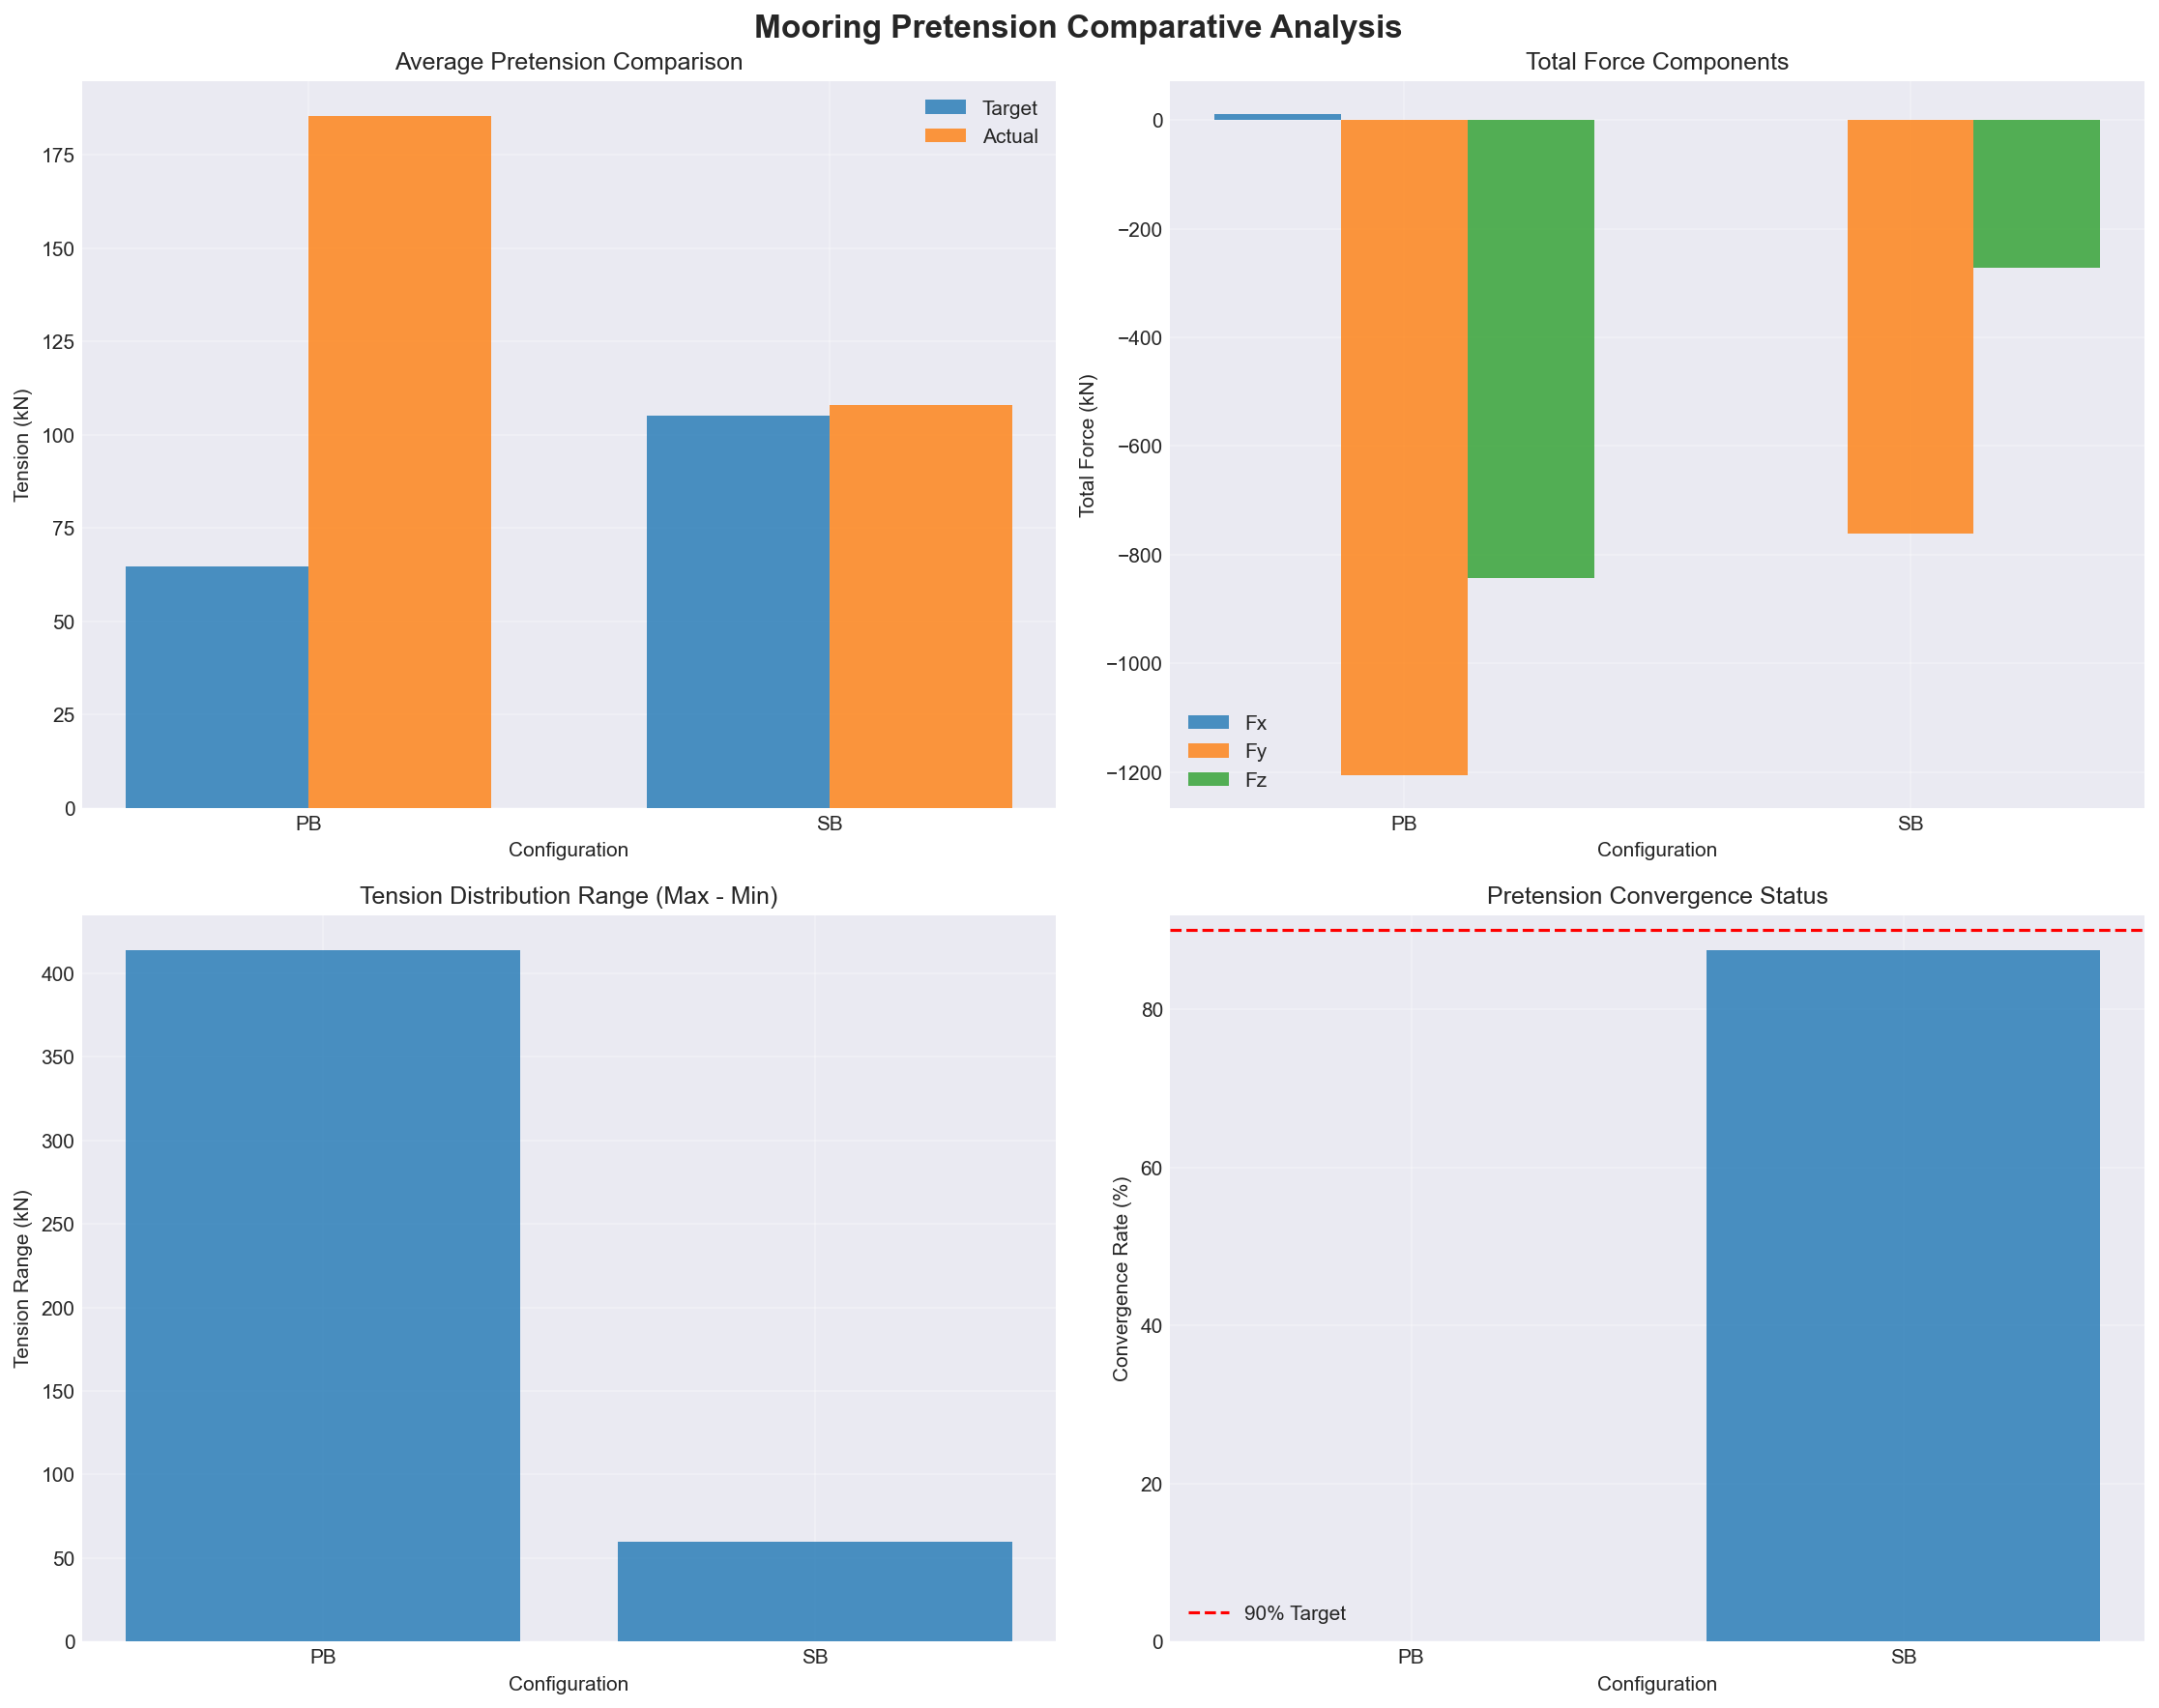 Mooring Pretension Comparative Analysis
Average Pretension Comparison
Target
Actual
175
150
125
100
75
50
25
0
Tension (kN)
PB
SB
Configuration
Total Force Components
0
−200
−400
−600
−800
−1000
−1200
Total Force (kN)
Fx
Fy
Fz
PB
SB
Configuration
Tension Distribution Range (Max - Min)
400
350
300
250
200
150
100
50
0
Tension Range (kN)
PB
SB
Configuration
Pretension Convergence Status
80
60
40
20
0
Convergence Rate (%)
90% Target
PB
SB
Configuration